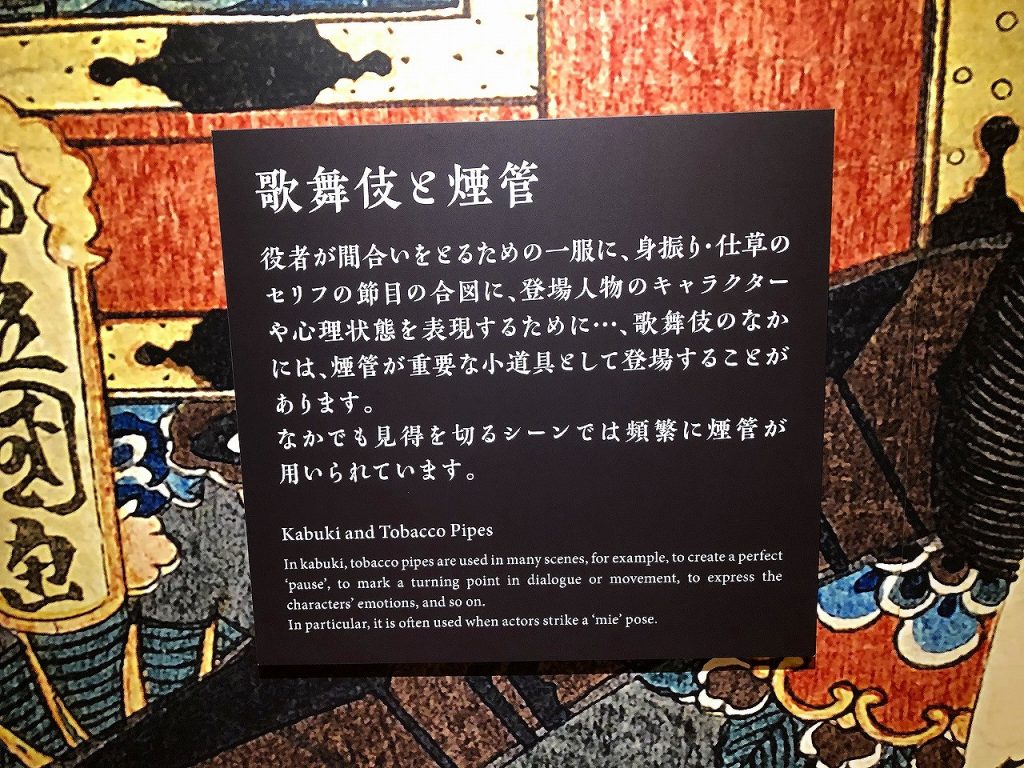 歌舞伎と煙管
役者が間合いをとるための一服に、身振り・仕草の
セリフの節目の合図に、登場人物のキャラクター
や心理状態を表現するために…、歌舞伎のなか
には、煙管が重要な小道具として登場することが
あります。
なかでも見得を切るシーンでは頻繁に煙管が
用いられています。
Kabuki and Tobacco Pipes
In kabuki, tobacco pipes are used in many scenes, for example, to create a perfect
‘pause’, to mark a turning point in dialogue or movement, to express the
characters’ emotions, and so on.
In particular, it is often used when actors strike a ‘mie’ pose.